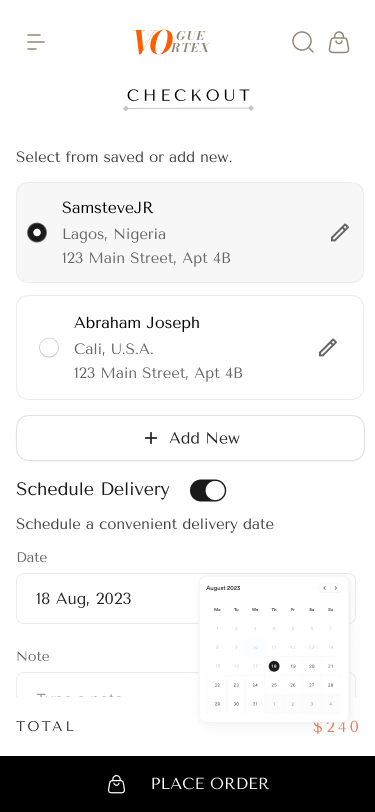 VOGUE
VORTEX
CHECKOUT
Select from saved or add new.
SamsteveJR
Lagos, Nigeria
123 Main Street, Apt 4B
Abraham Joseph
Cali, U.S.A.
123 Main Street, Apt 4B
+ Add New
Schedule Delivery
Schedule a convenient delivery date
Date
18 Aug, 2023
August 2023
Mo Tu We Th Fr Sa Su
1 2 3 4 5 6 7
8 9 10 11 12 13 14
15 16 17 18 19 20 21
22 23 24 25 26 27 28
29 30 31 1 2 3 4
Note
Type a note
TOTAL
$240
PLACE ORDER